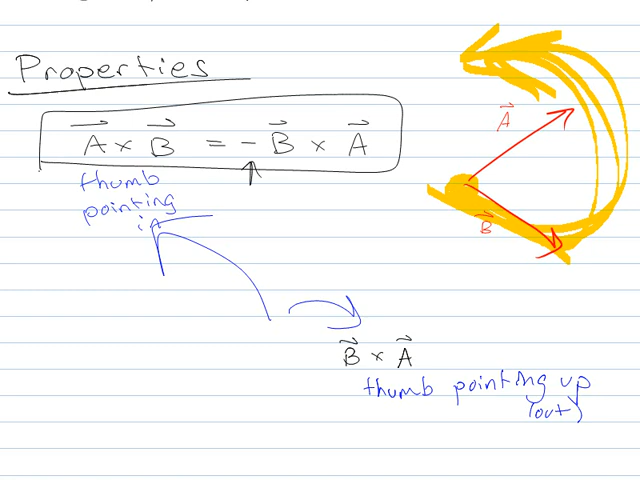 Properties
A⃗ × B⃗ = - B⃗ × A⃗
thumb
pointing
in
A⃗
B⃗
B⃗ × A⃗
thumb pointing up
(out)